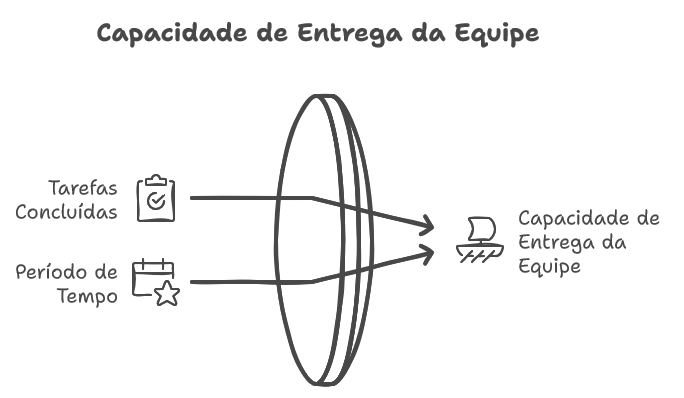 Capacidade de Entrega da Equipe
Tarefas
Concluídas
Período de
Tempo
Capacidade de
Entrega da
Equipe